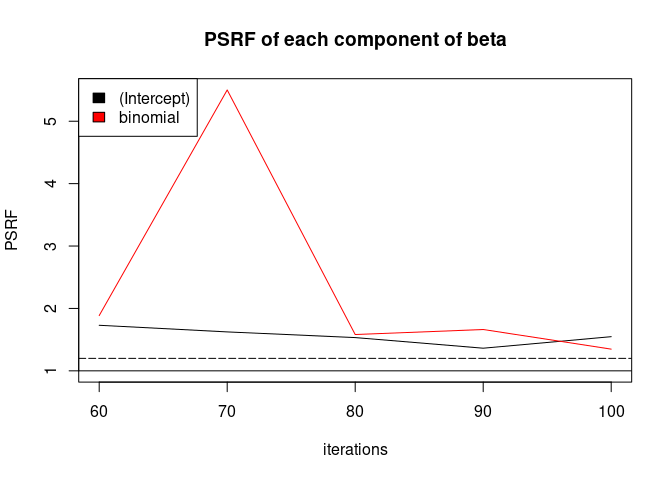 PSRF of each component of beta
(Intercept)
binomial
PSRF
5
4
3
2
1
60 70 80 90 100
iterations